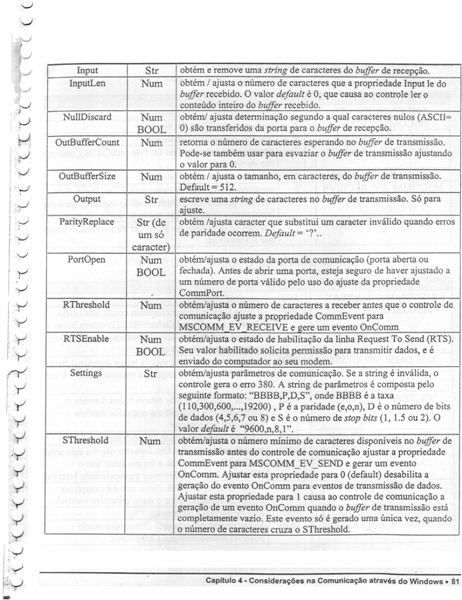 Input Str obtém e remove uma string de caracteres do buffer de recepção.
InputLen Num obtém / ajusta o número de caracteres que a propriedade Input le do
buffer recebido. O valor default é 0, que causa ao controle ler o
conteúdo inteiro do buffer recebido.
NullDiscard Num obtém/ ajusta determinação segundo a qual caracteres nulos (ASCII=
BOOL 0) são transferidos da porta para o buffer de recepção.
OutBufferCount Num retorna o número de caracteres esperando no buffer de transmissão.
Pode-se também usar para esvaziar o buffer de transmissão ajustando
o valor para 0.
OutBufferSize Num obtém / ajusta o tamanho, em caracteres, do buffer de transmissão.
Default = 512.
Output Str escreve uma string de caracteres no buffer de transmissão. Só para
ajuste.
ParityReplace Str (de obtém /ajusta caracter que substitui um caracter inválido quando erros
um só de paridade ocorrem. Default = ‘?’..
caracter)
PortOpen Num obtém/ajusta o estado da porta de comunicação (porta aberta ou
BOOL fechada). Antes de abrir uma porta, esteja seguro de haver ajustado a
um número de porta válido pelo uso do ajuste da propriedade
CommPort.
RThreshold Num obtém/ajusta o número de caracteres a receber antes que o controle de
comunicação ajuste a propriedade CommEvent para
MSCOMM_EV_RECEIVE e gere um evento OnComm
RTSEnable Num obtém/ajusta o estado de habilitação da linha Request To Send (RTS).
BOOL Seu valor habilitado solicita permissão para transmitir dados, e é
enviado do computador ao seu modem.
Settings Str obtém/ajusta parâmetros de comunicação. Se a string é inválida, o
controle gera o erro 380. A string de parâmetros é composta pelo
seguinte formato: “BBBB,P,D,S”, onde BBBB é a taxa
(110,300,600,...,19200) , P é a paridade (e,o,n), D é o número de bits
de dados (4,5,6,7 ou 8) e S é o número de stop bits (1, 1.5 ou 2). O
valor default é “9600,n,8,1”.
SThreshold Num obtém/ajusta o número mínimo de caracteres disponíveis no buffer de
transmissão antes do controle de comunicação ajustar a propriedade
CommEvent para MSCOMM_EV_SEND e gerar um evento
OnComm. Ajustar esta propriedade para 0 (default) desabilita a
geração do evento OnComm para eventos de transmissão de dados.
Ajustar esta propriedade para 1 causa ao controle de comunicação a
geração de um evento OnComm quando o buffer de transmissão está
completamente vazio. Este evento só é gerado uma única vez, quando
o número de caracteres cruza o SThreshold.
Capítulo 4 - Considerações na Comunicação através do Windows • 81